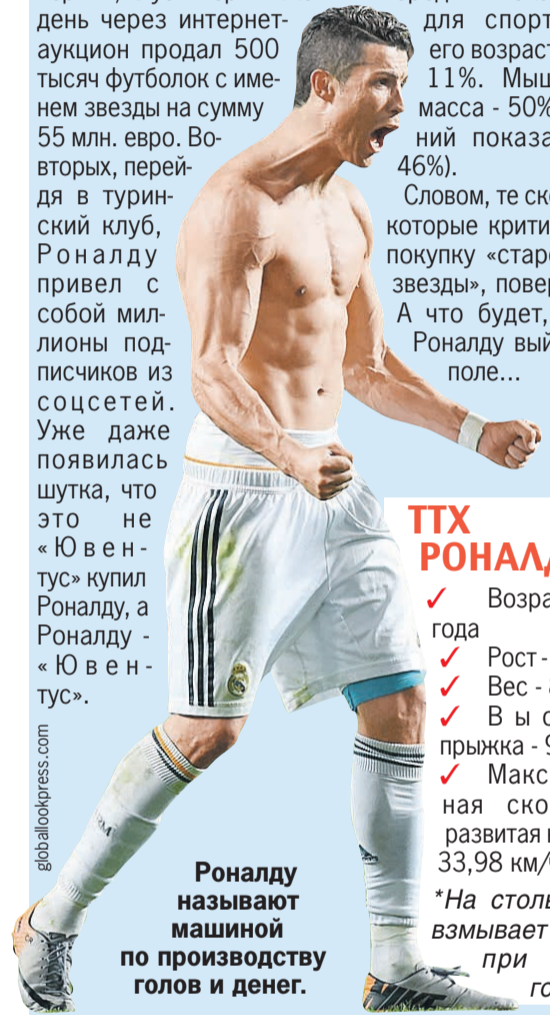 день через интернет-
аукцион продал 500
тысяч футболок с име-
нем звезды на сумму
55 млн. евро. Во-
вторых, перей-
дя в турин-
ский клуб,
Роналду
привел с
собой мил-
лионы под-
писчиков из
соцсетей.
Уже даже
появилась
шутка, что
это не
«Ювен-
тус» купил
Роналду, а
Роналду -
«Ювен-
тус».
globallookpress.com
Роналду
называют
машиной
по производству
голов и денег.
для спорт
его возраст
11%. Мыш
масса - 50%
ний показа
46%).
Словом, те ск
которые крити
покупку «старо
звезды», повер
А что будет,
Роналду вый
поле...
ТТХ
РОНАЛД
✓ Возра
года
✓ Рост -
✓ Вес -
✓ Выс
прыжка - 9
✓ Макс
ная ско
развитая
33,98 км/
*На столь
взмывает
при
го